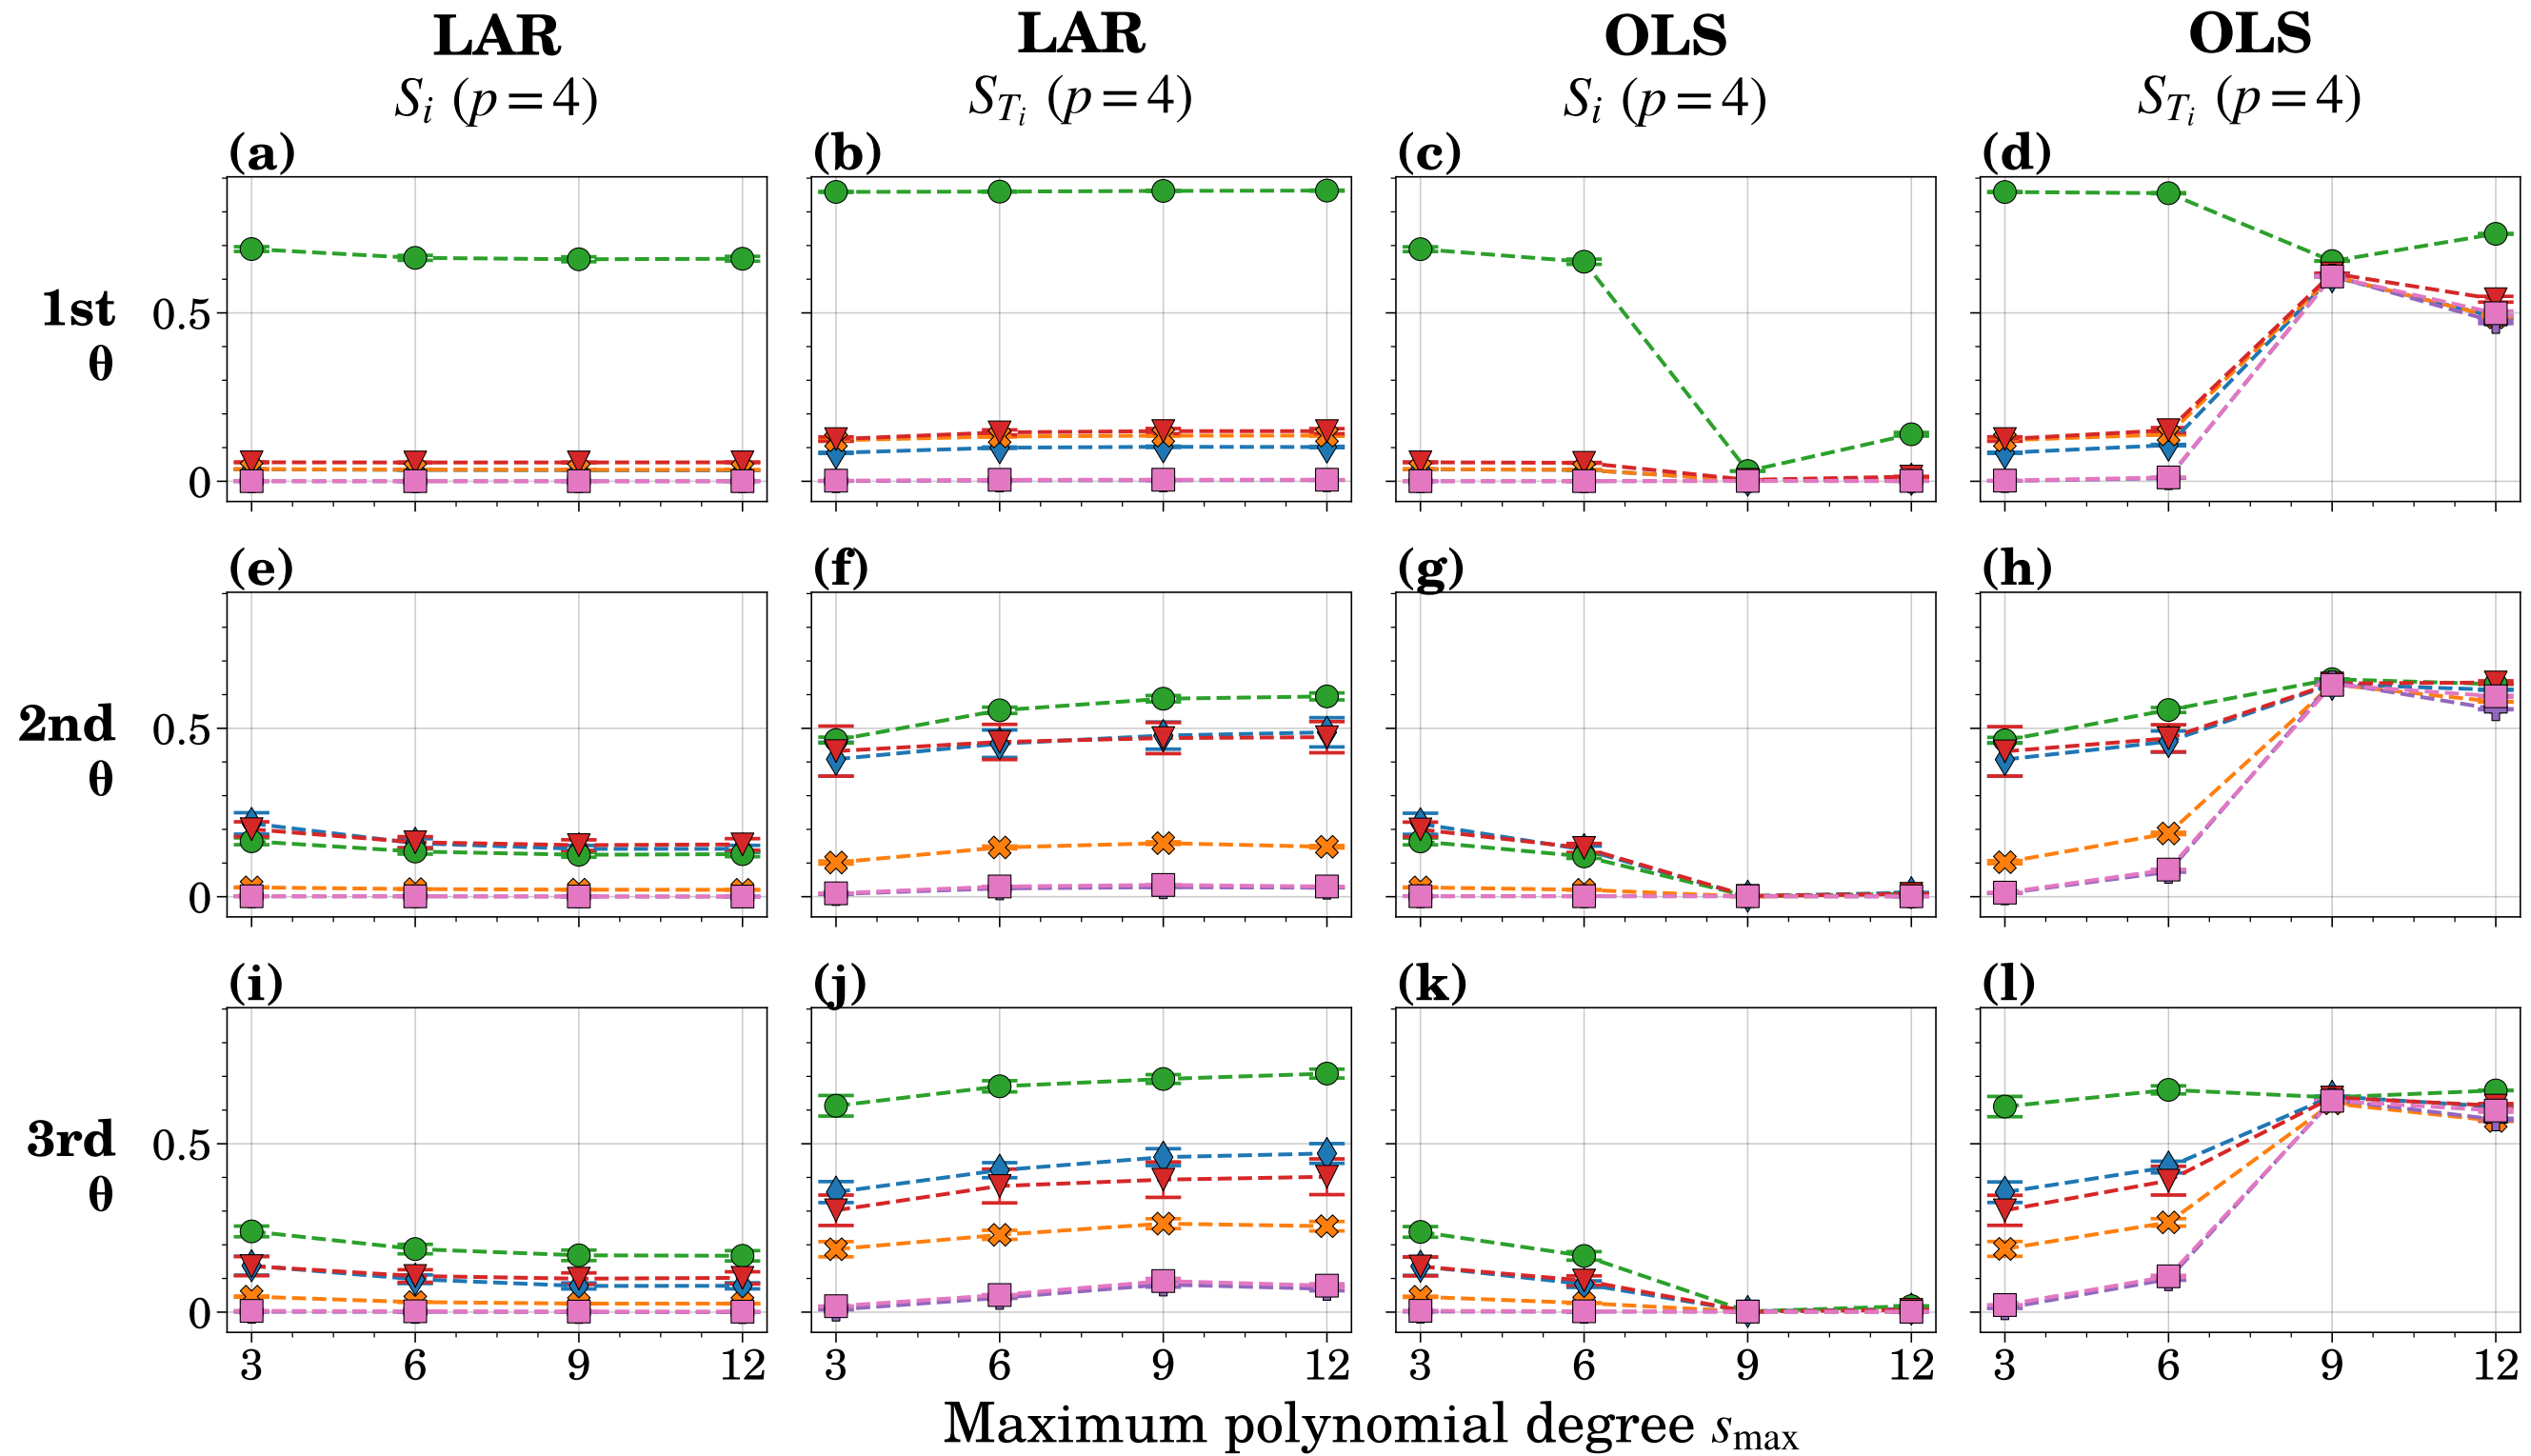 LAR LAR OLS OLS
S_i (p = 4) S_{T_i} (p = 4) S_i (p = 4) S_{T_i} (p = 4)
(a) (b) (c) (d)
1st
θ
0.5
0
(e) (f) (g) (h)
2nd
θ
0.5
0
(i) (j) (k) (l)
3rd
θ
0.5
0
3 6 9 12 3 6 9 12 3 6 9 12 3 6 9 12
Maximum polynomial degree s_max